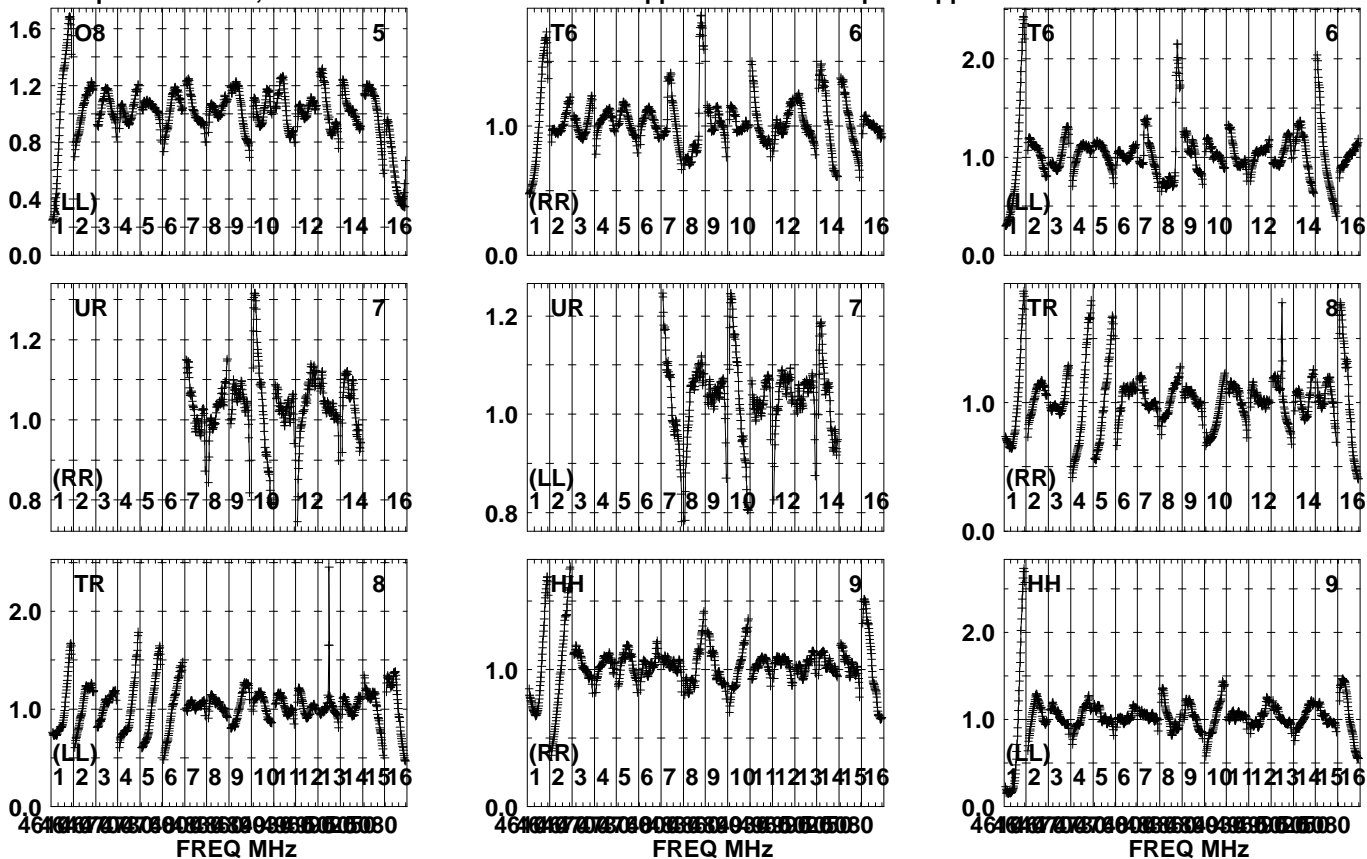 1.6 O8 5
1.2
0.8
0.4
(LL)
1 2 3 4 5 6 7 8 9 10 12 14 16
0.0
T6 6
1.0
(RR)
1 2 3 4 5 6 7 8 9 10 12 14 16
0.0
T6 6
2.0
1.0
(LL)
1 2 3 4 5 6 7 8 9 10 12 14 16
0.0
UR 7
1.2
1.0
(RR)
0.8 1 2 3 4 5 6 7 8 9 10 12 14 16
UR 7
1.2
1.0
(LL)
0.8 1 2 3 4 5 6 7 8 9 10 12 14 16
TR 8
1.0
(RR)
1 2 3 4 5 6 7 8 9 10 12 14 16
0.0
TR 8
2.0
1.0
(LL)
1 2 3 4 5 6 7 8 9 10 11 12 13 14 15 16
0.0
FREQ MHz
HH 9
1.0
(RR)
1 2 3 4 5 6 7 8 9 10 11 12 13 14 15 16
0.0
FREQ MHz
HH 9
2.0
1.0
(LL)
1 2 3 4 5 6 7 8 9 10 11 12 13 14 15 16
0.0
FREQ MHz